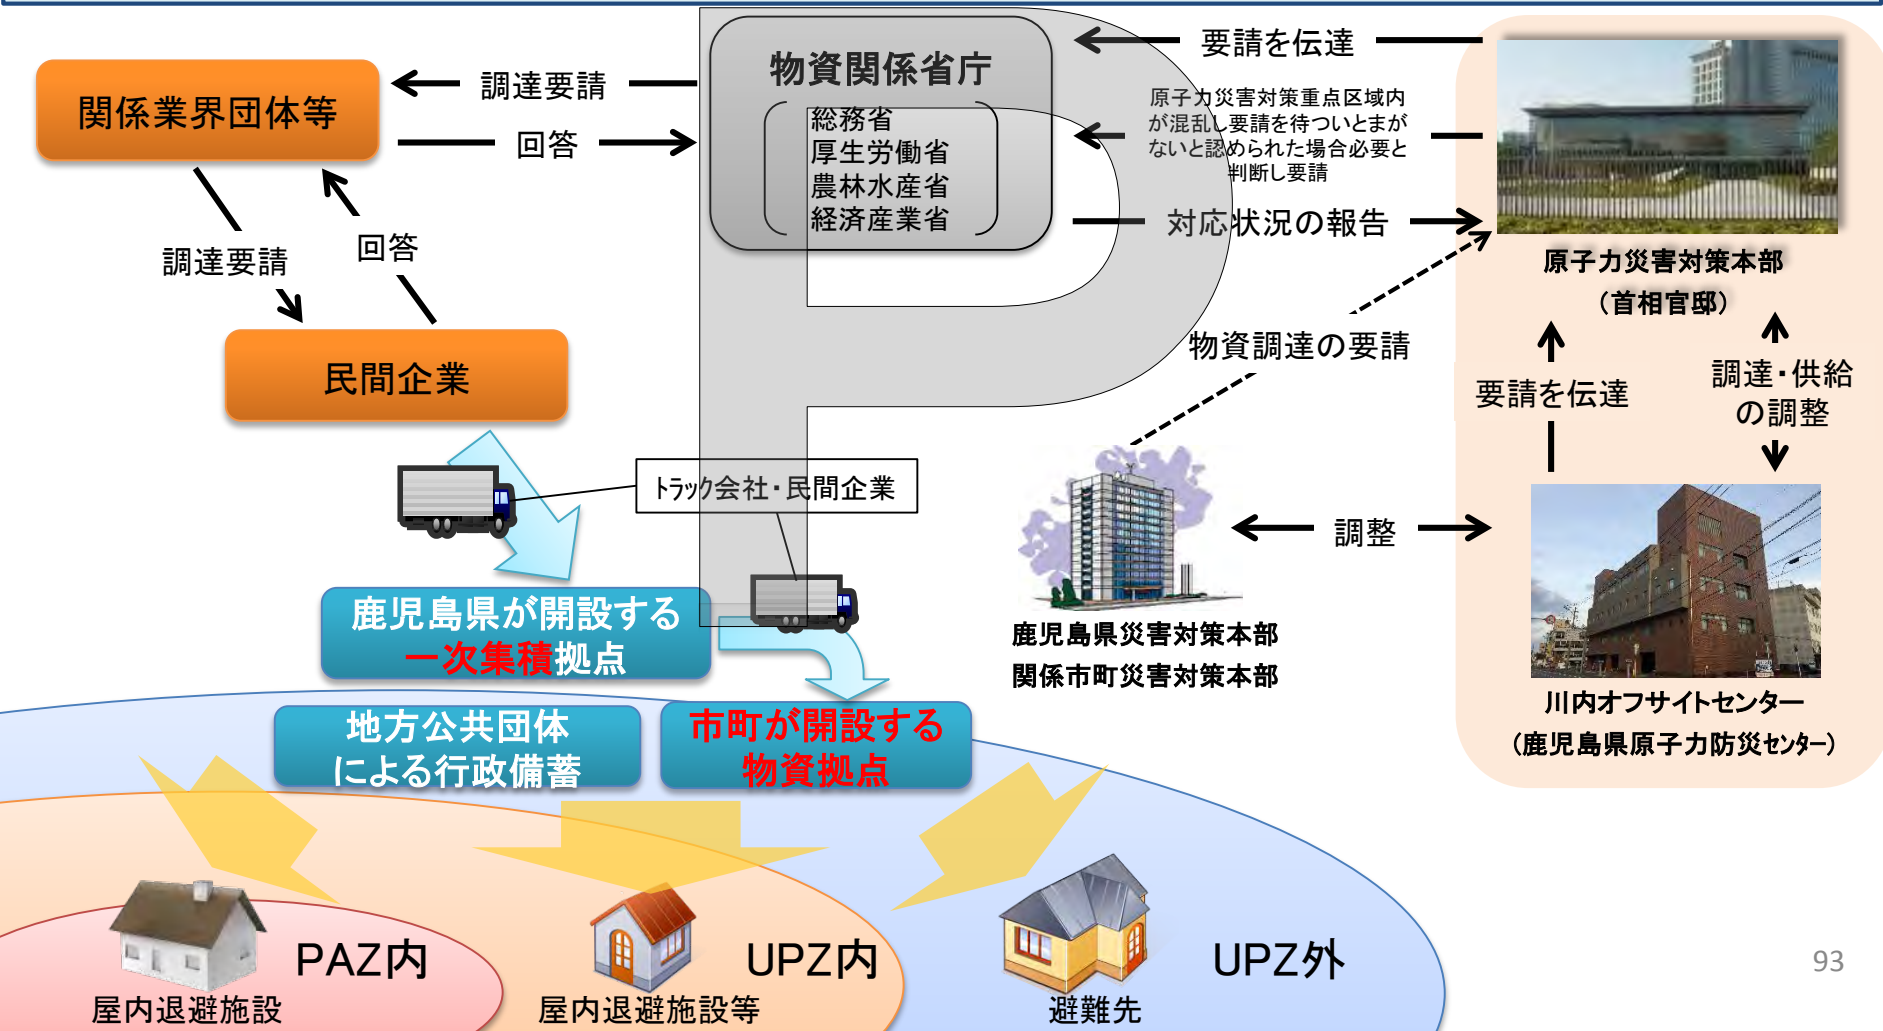 物資関係省庁
総務省
厚生労働省
農林水産省
経済産業省
関係業界団体等
調達要請
回答
調達要請
回答
民間企業
要請を伝達
原子力災害対策重点区域内
が混乱し要請を待ついとまが
ないと認められた場合必要と
判断し要請
対応状況の報告
原子力災害対策本部
（首相官邸）
物資調達の要請
要請を伝達
調達・供給
の調整
トラック会社・民間企業
調整
鹿児島県災害対策本部
関係市町災害対策本部
川内オフサイトセンター
（鹿児島県原子力防災センター）
鹿児島県が開設する
一次集積拠点
地方公共団体
による行政備蓄
市町が開設する
物資拠点
PAZ内
屋内退避施設
UPZ内
屋内退避施設等
UPZ外
避難先
93
P